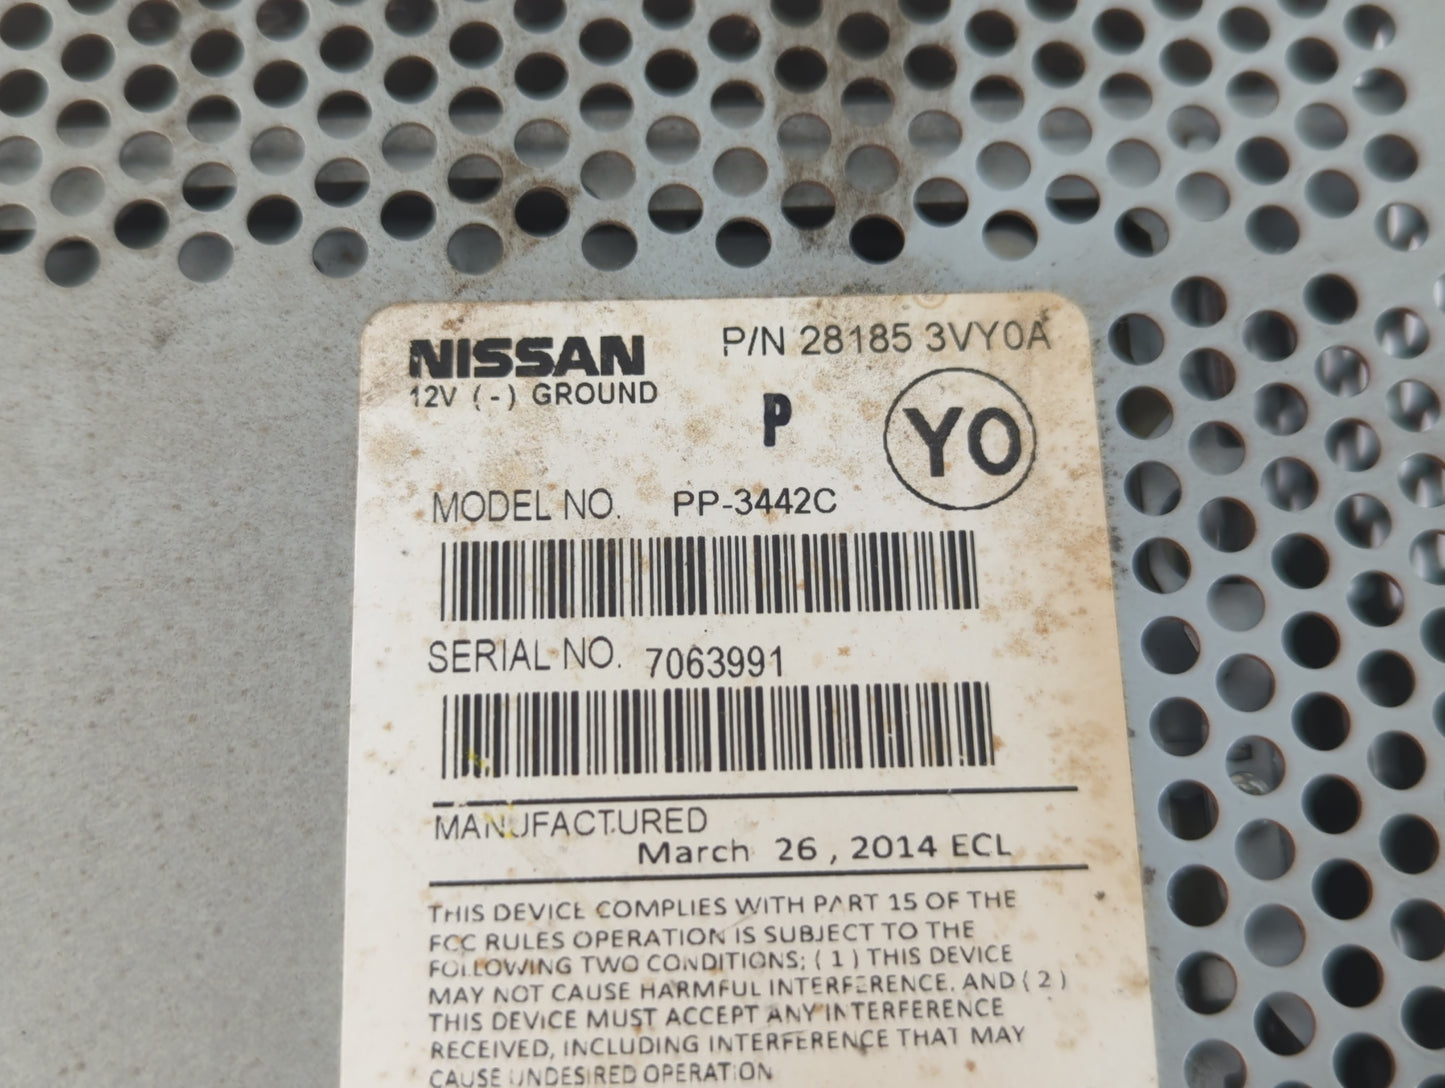 NISSAN
P/N 28185 3VY0A
12V (-) GROUND
P
YO
MODEL NO. PP-3442C
SERIAL NO. 7063991
MANUFACTURED
March 26, 2014 ECL
THIS DEVICE COMPLIES WITH PART 15 OF THE
FCC RULES OPERATION IS SUBJECT TO THE
FOLLOWING TWO CONDITIONS; (1) THIS DEVICE
MAY NOT CAUSE HARMFUL INTERFERENCE. AND (2)
THIS DEVICE MUST ACCEPT ANY INTERFERENCE
RECEIVED, INCLUDING INTERFERENCE THAT MAY
CAUSE UNDESIRED OPERATION